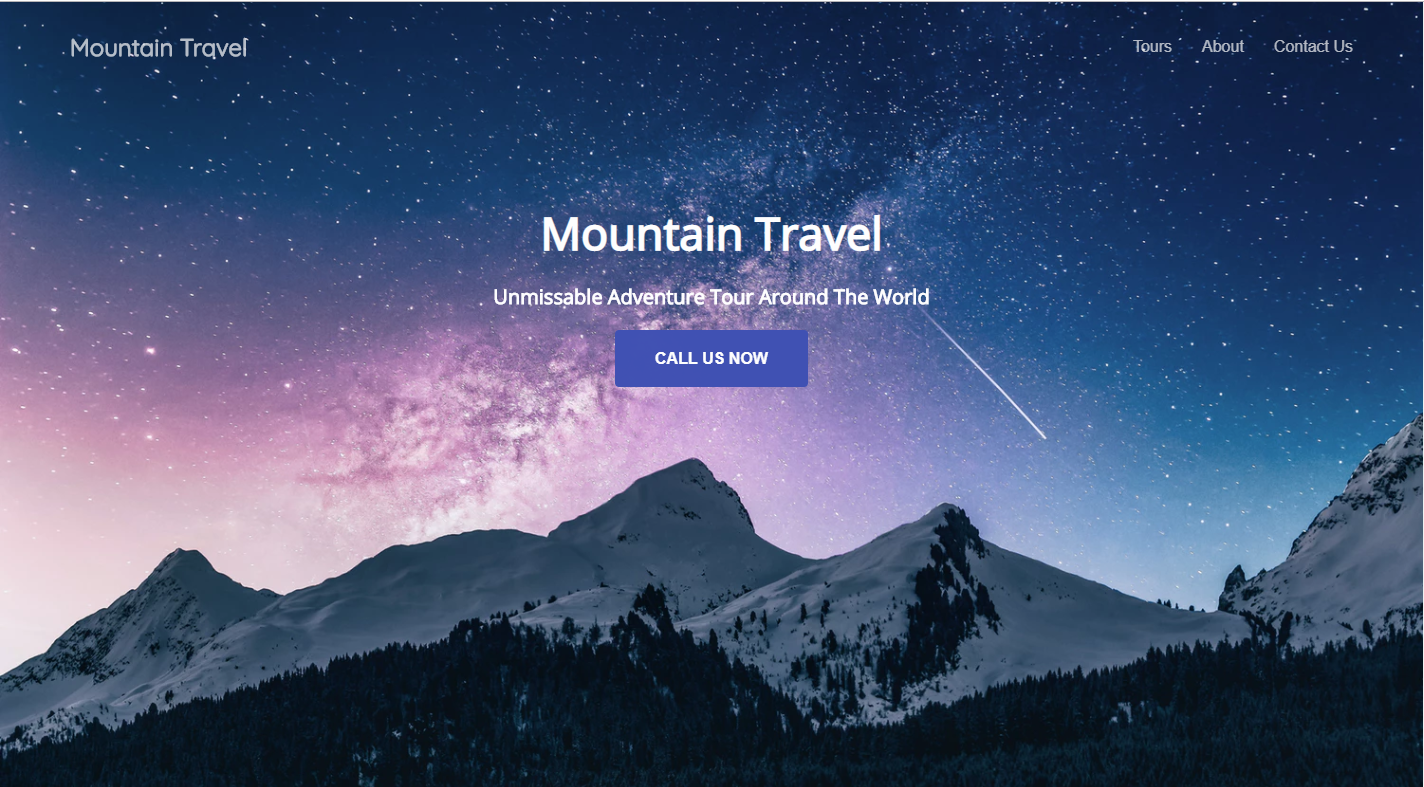 Mountain Travel
Tours About Contact Us
Mountain Travel
Unmissable Adventure Tour Around The World
CALL US NOW